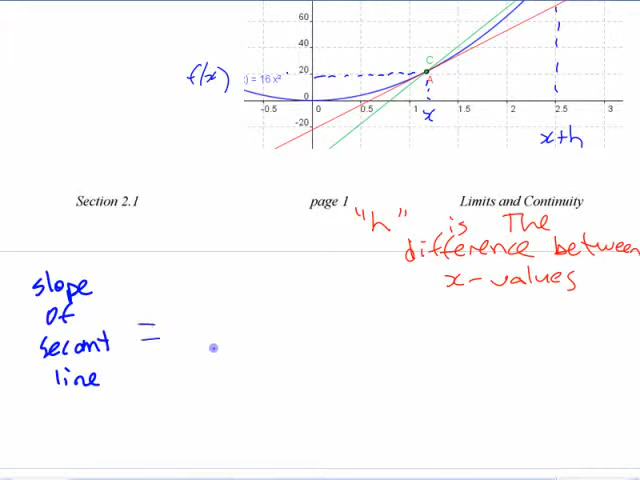 60
40
f(x)
) = 16 x²
20
C
A
0
-0.5
0
0.5
1
x
1.5
2
2.5
3
-20
x+h
Section 2.1 page 1 Limits and Continuity
"h" is The
difference between
x-values
slope
of
secant
line
=